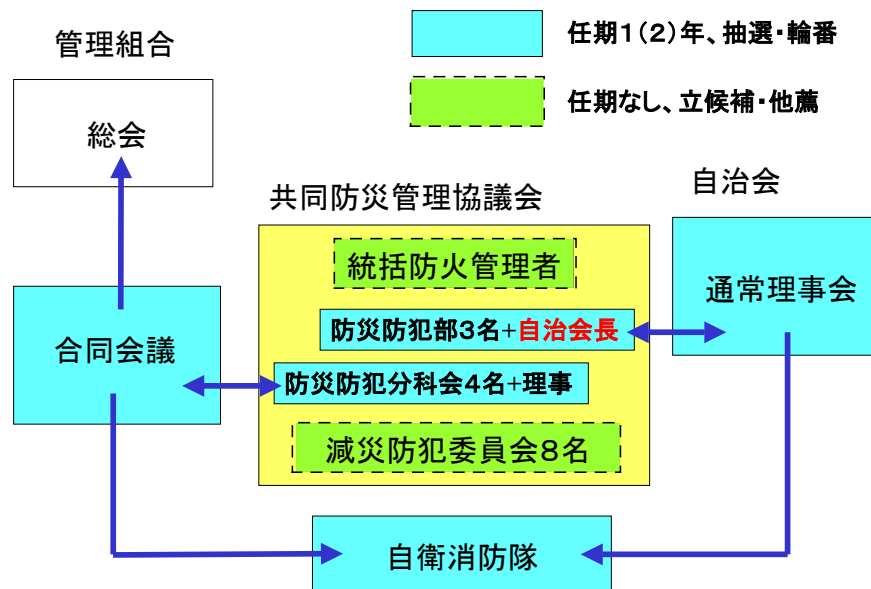 任期1(2)年、抽選・輪番
管理組合
任期なし、立候補・他薦
総会
自治会
共同防災管理協議会
統括防火管理者
通常理事会
防災防犯部3名+自治会長
合同会議
防災防犯分科会4名+理事
減災防犯委員会8名
自衛消防隊